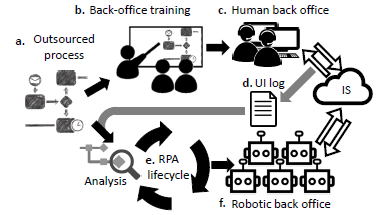 b. Back-office training
c. Human back office
a. Outsourced
process
d. UI log
IS
e. RPA
lifecycle
Analysis
f. Robotic back office